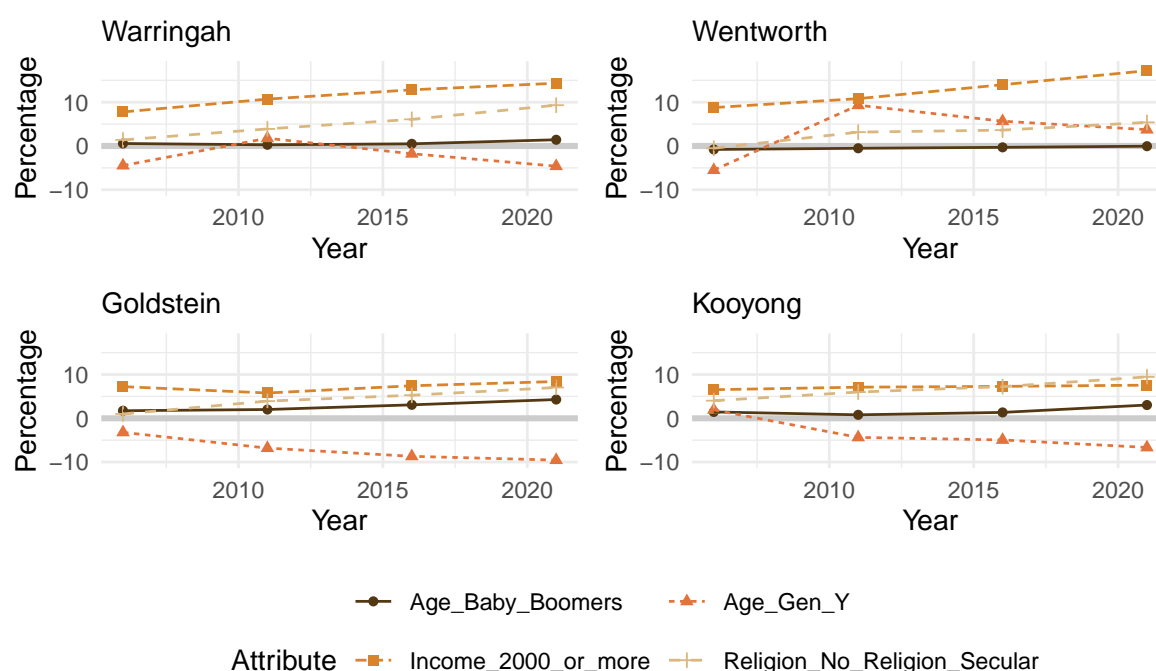 Warringah
Wentworth
Percentage
10
0
−10
2010 2015 2020
Year
Percentage
10
0
−10
2010 2015 2020
Year
Goldstein
Kooyong
Percentage
10
0
−10
2010 2015 2020
Year
Percentage
10
0
−10
2010 2015 2020
Year
Age_Baby_Boomers Age_Gen_Y
Attribute Income_2000_or_more Religion_No_Religion_Secular